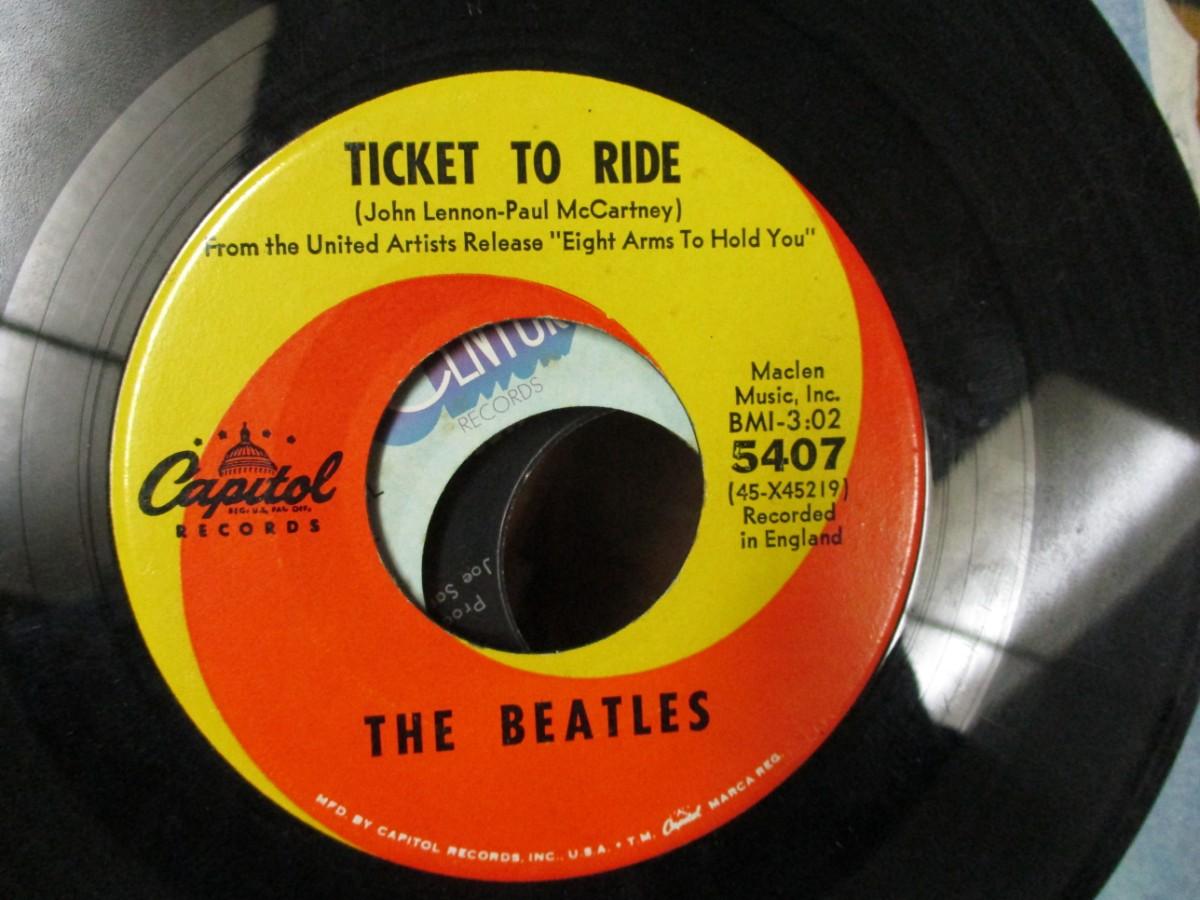 TICKET TO RIDE
(John Lennon-Paul McCartney)
From the United Artists Release "Eight Arms To Hold You"
RECORDS
Maclen
Music, Inc.
BMI-3:02
5407
(45-X45219)
Recorded
in England
Capitol
REG. U.S. PAT. OFF.
RECORDS
Joe
THE BEATLES
MFD. BY CAPITOL RECORDS, INC., U.S.A. • T.M. Capitol MARCA REG.